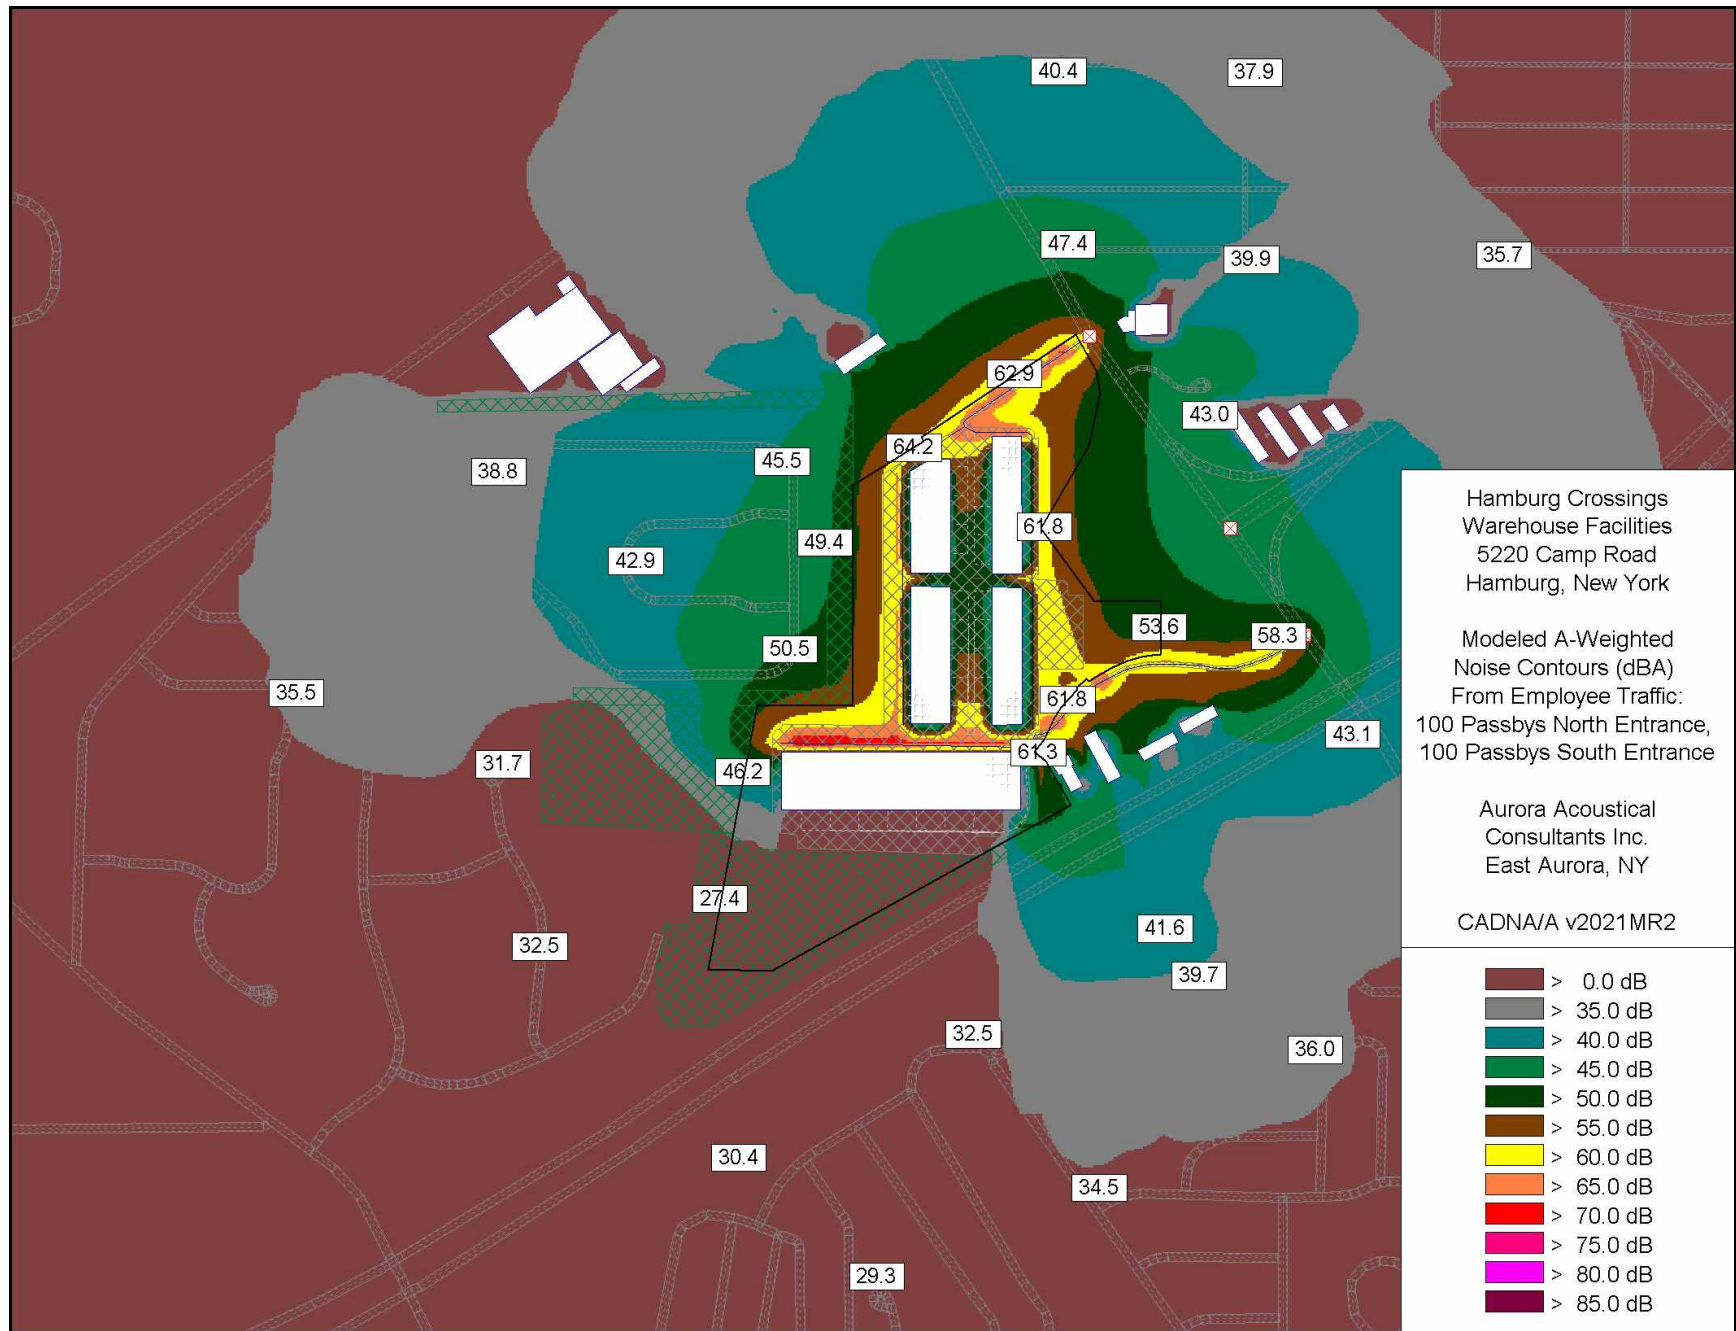 40.4
37.9
47.4
39.9
35.7
62.9
43.0
64.2
45.5
38.8
61.8
49.4
42.9
53.6
58.3
50.5
35.5
61.8
43.1
61.3
31.7
46.2
27.4
41.6
32.5
39.7
32.5
36.0
30.4
34.5
29.3
Hamburg Crossings
Warehouse Facilities
5220 Camp Road
Hamburg, New York
Modeled A-Weighted
Noise Contours (dBA)
From Employee Traffic:
100 Passbys North Entrance,
100 Passbys South Entrance
Aurora Acoustical
Consultants Inc.
East Aurora, NY
CADNA/A v2021MR2
> 0.0 dB
> 35.0 dB
> 40.0 dB
> 45.0 dB
> 50.0 dB
> 55.0 dB
> 60.0 dB
> 65.0 dB
> 70.0 dB
> 75.0 dB
> 80.0 dB
> 85.0 dB